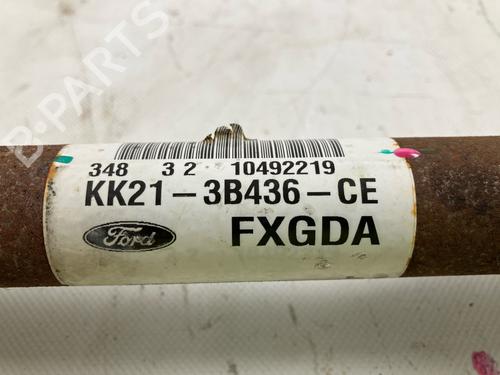 B-PARTS
348 3 2 10492219
KK21-3B436-CE
Ford FXGDA